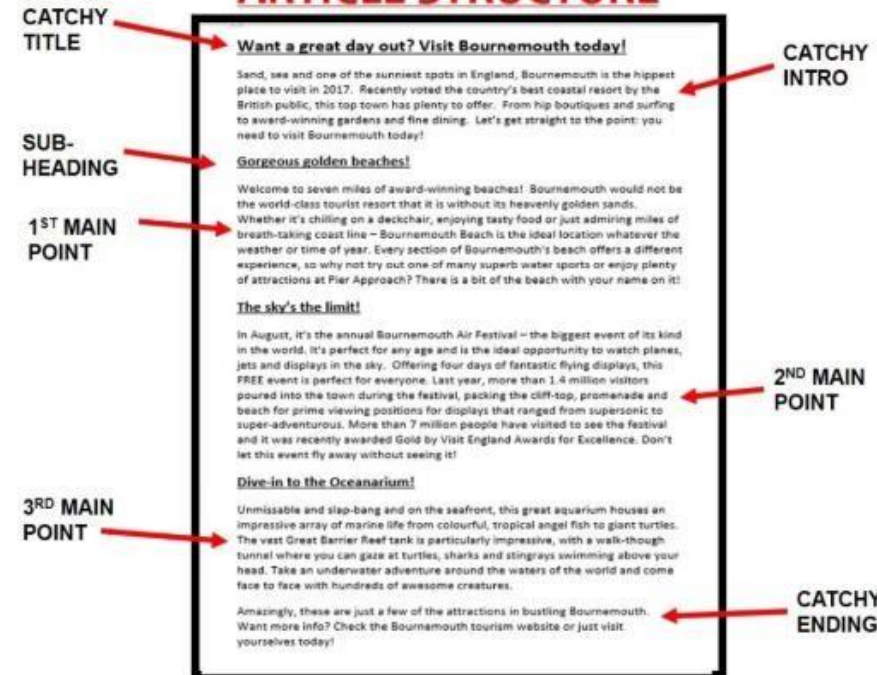 ARTICLE STRUCTURE
CATCHY
TITLE
Want a great day out? Visit Bournemouth today!
CATCHY
INTRO
Sand, sea and one of the sunniest spots in England, Bournemouth is the hippest
place to visit in 2017. Recently voted the country's best coastal resort by the
British public, this top town has plenty to offer. From hip boutiques and surfing
to award-winning gardens and fine dining. Let's get straight to the point: you
need to visit Bournemouth today!
SUB-
HEADING
Gorgeous golden beaches!
1ST MAIN
POINT
Welcome to seven miles of award-winning beaches! Bournemouth would not be
the world-class tourist resort that it is without its heavenly golden sands.
Whether it's chilling on a deckchair, enjoying tasty food or just admiring miles of
breath-taking coast line – Bournemouth Beach is the ideal location whatever the
weather or time of year. Every section of Bournemouth's beach offers a different
experience, so why not try out one of many superb water sports or enjoy plenty
of attractions at Pier Approach? There is a bit of the beach with your name on it!
The sky's the limit!
In August, it's the annual Bournemouth Air Festival – the biggest event of its kind
in the world. It's perfect for any age and is the ideal opportunity to watch planes,
jets and displays in the sky. Offering four days of fantastic flying displays, this
FREE event is perfect for everyone. Last year, more than 1.4 million visitors
poured into the town during the festival, packing the cliff-top, promenade and
beach for prime viewing positions for displays that ranged from supersonic to
super-adventurous. More than 7 million people have visited to see the festival
and it was recently awarded Gold by Visit England Awards for Excellence. Don't
let this event fly away without seeing it!
2ND MAIN
POINT
Dive-in to the Oceanarium!
3RD MAIN
POINT
Unmissable and slap-bang and on the seafront, this great aquarium houses an
impressive array of marine life from colourful, tropical angel fish to giant turtles.
The vast Great Barrier Reef tank is particularly impressive, with a walk-though
tunnel where you can gaze at turtles, sharks and stingrays swimming above your
head. Take an underwater adventure around the waters of the world and come
face to face with hundreds of awesome creatures.
Amazingly, these are just a few of the attractions in bustling Bournemouth.
Want more info? Check the Bournemouth tourism website or just visit
yourselves today!
CATCHY
ENDING